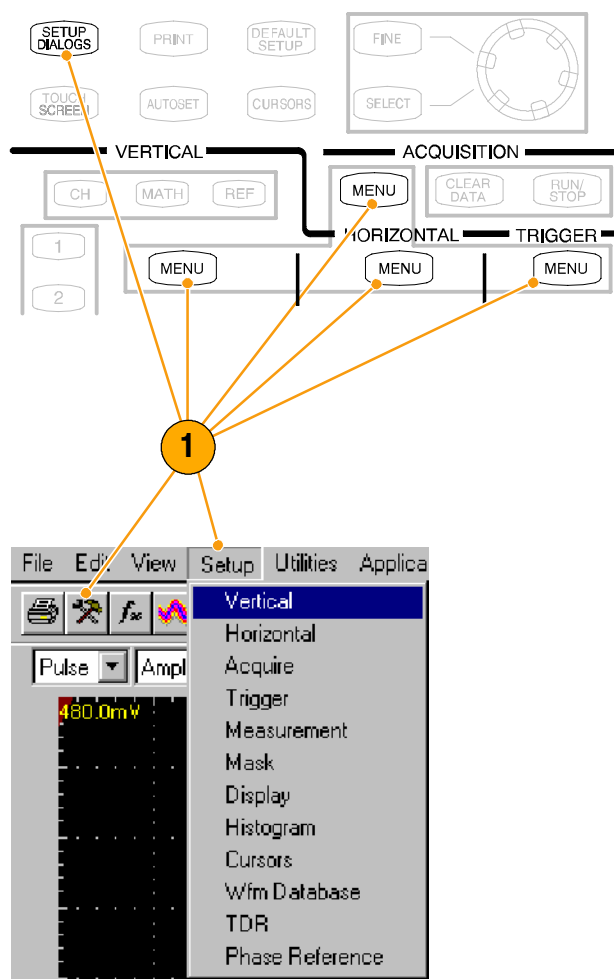 SETUP DIALOGS
PRINT
DEFAULT SETUP
FINE
TOUCH SCREEN
AUTOSET
CURSORS
SELECT
VERTICAL
ACQUISITION
CH
MATH
REF
MENU
CLEAR DATA
RUN/ STOP
HORIZONTAL
TRIGGER
1
MENU
MENU
MENU
2
1
File Edit View Setup Utilities Applica
Vertical
Horizontal
Pulse Ampl
Acquire
480.0mV
Trigger
Measurement
Mask
Display
Histogram
Cursors
Wfm Database
TDR
Phase Reference